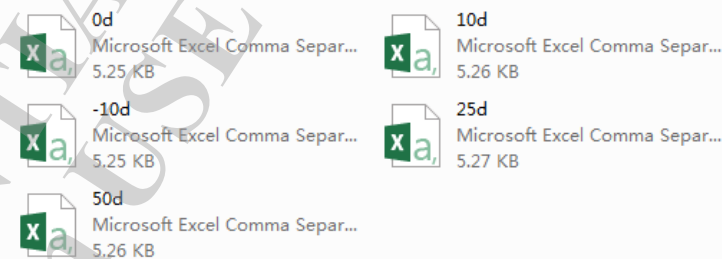 0d
Microsoft Excel Comma Separ...
5.25 KB
10d
Microsoft Excel Comma Separ...
5.26 KB
-10d
Microsoft Excel Comma Separ...
5.25 KB
25d
Microsoft Excel Comma Separ...
5.27 KB
50d
Microsoft Excel Comma Separ...
5.26 KB